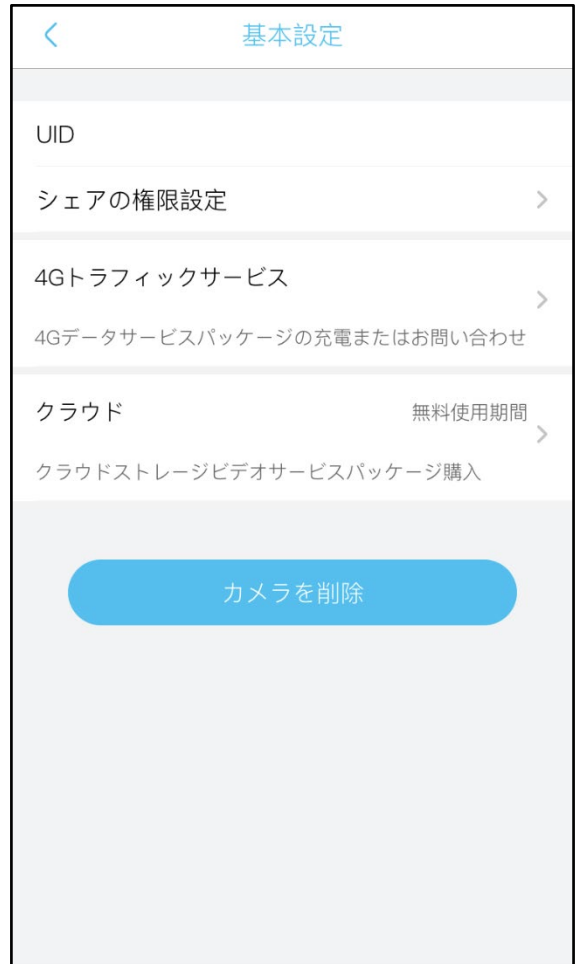 基本設定
UID
シェアの権限設定
4Gトラフィックサービス
4Gデータサービスパッケージの充電またはお問い合わせ
クラウド 無料使用期間
クラウドストレージビデオサービスパッケージ購入
カメラを削除